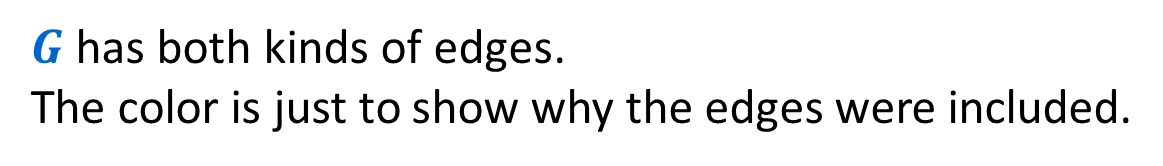 G has both kinds of edges.
The color is just to show why the edges were included.